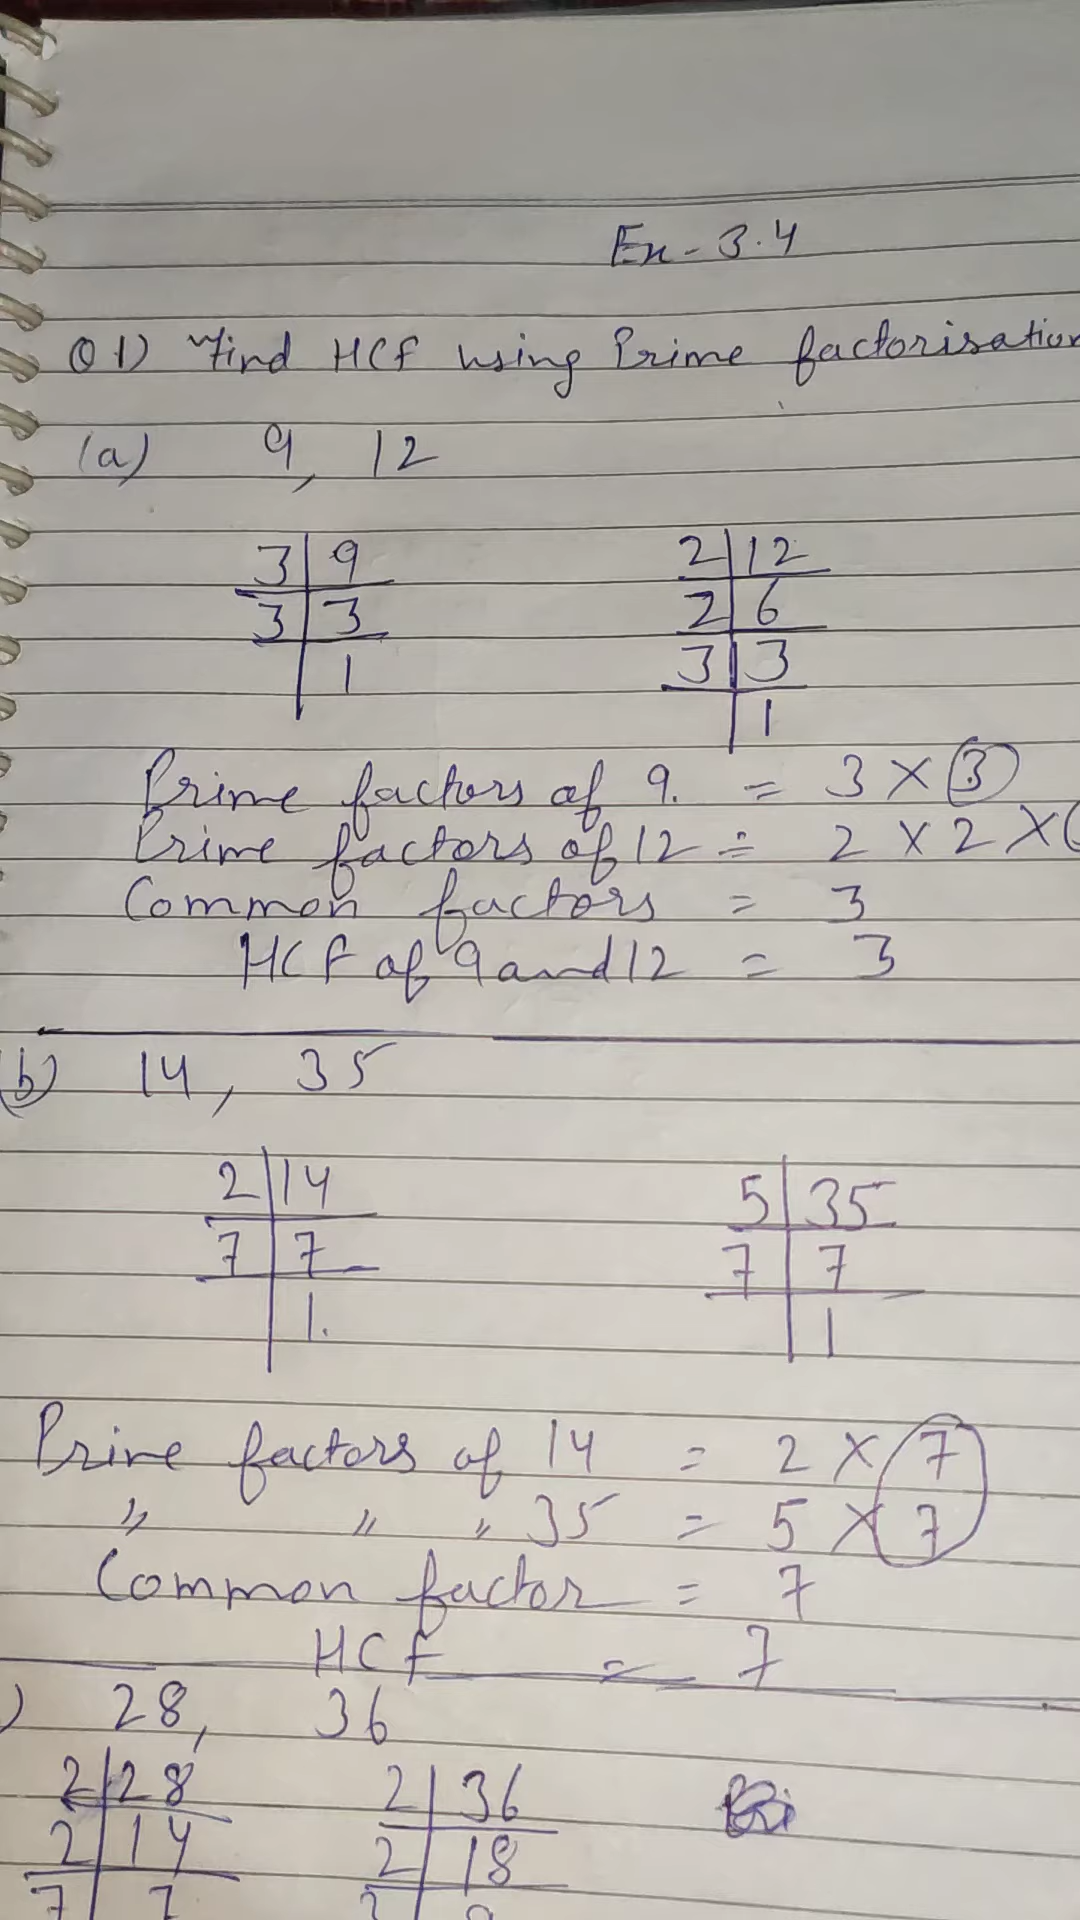 Ex - 3.4
Q 1) Find HCF using Prime factorisation
(a) 9, 12
3 | 9 2 | 12
3 | 3 2 | 6
| 1 3 | 3
| 1
Prime factors of 9. = 3 × 3
Prime factors of 12 = 2 × 2 ×
Common factors = 3
HCF of 9 and 12 = 3
(b) 14, 35
2 | 14 5 | 35
7 | 7 7 | 7
| 1. | 1
Prime factors of 14 = 2 × 7
〃 〃 〃 35 = 5 × 7
Common factor = 7
HCF = 7
) 28, 36
2 | 28 2 | 36
2 | 14 2 | 18
7 | 7